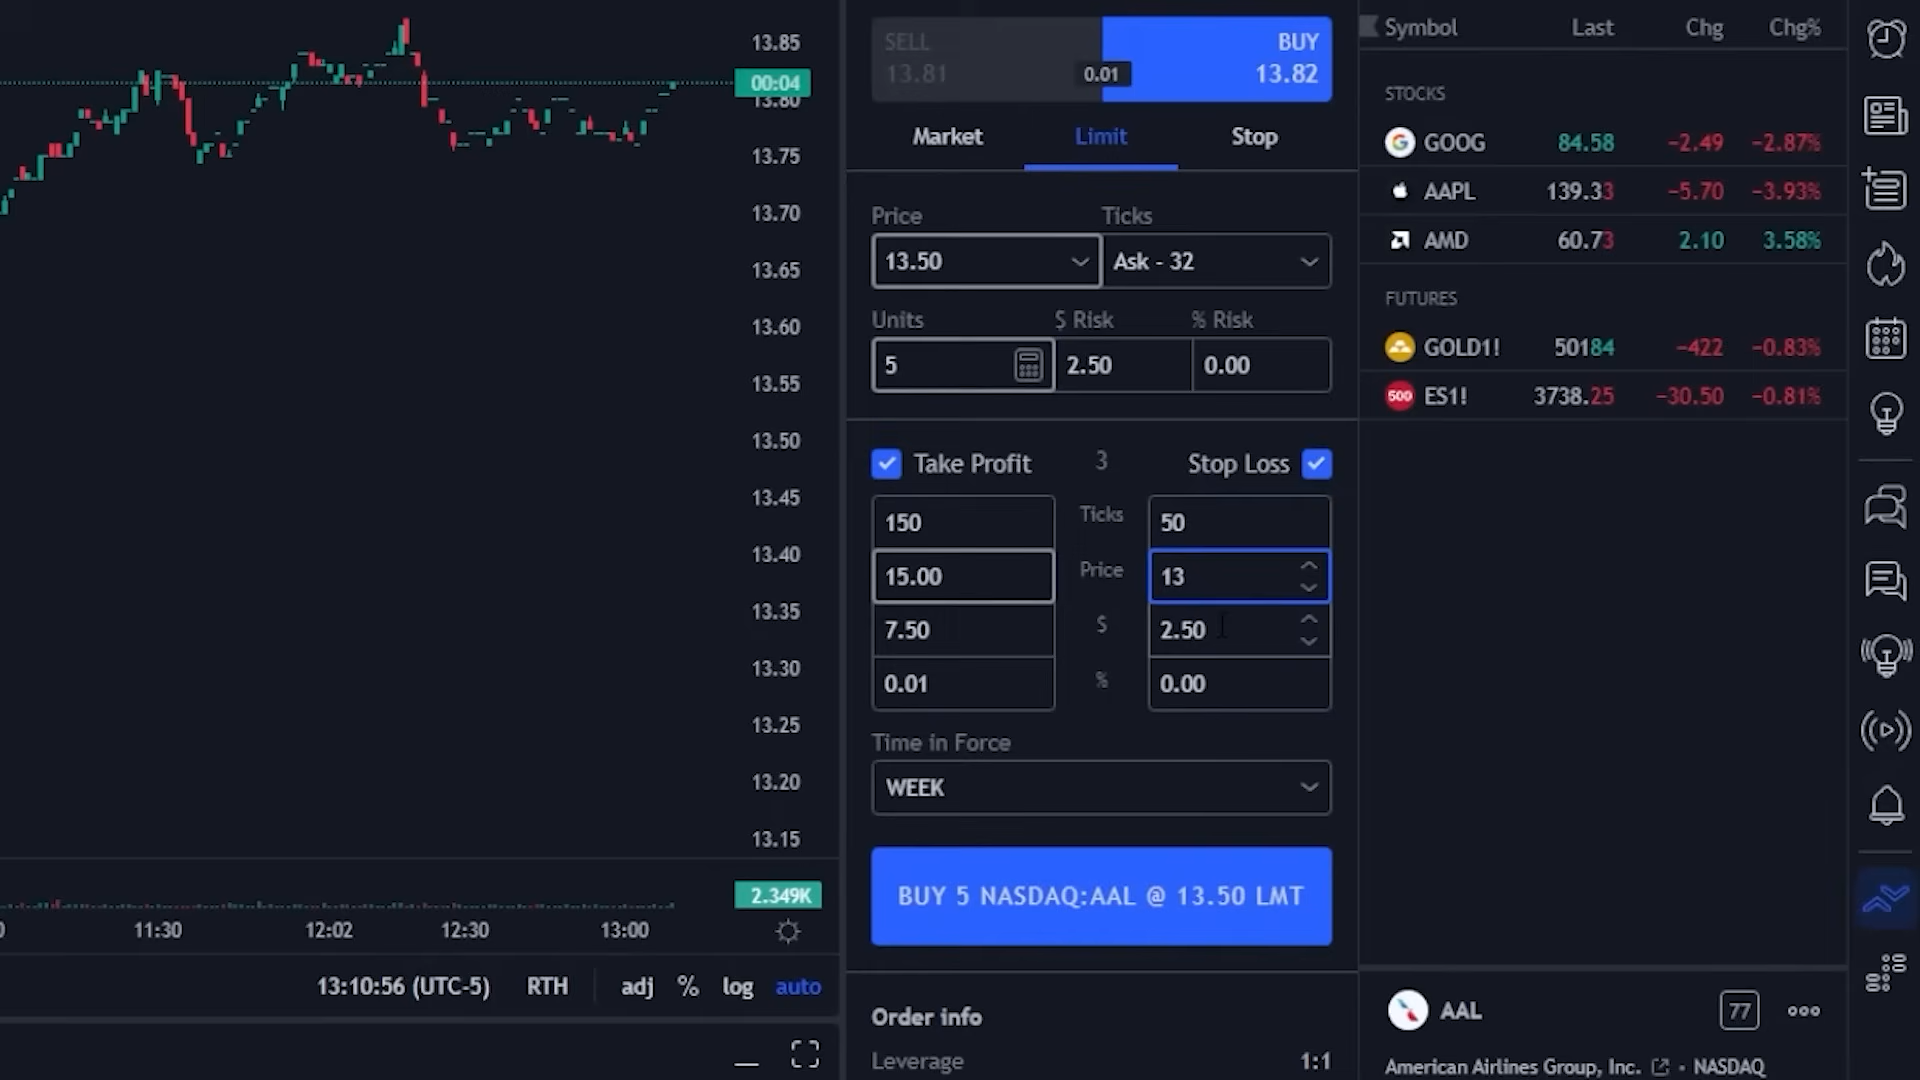 13.85
00:04
13.80
13.75
13.70
13.65
13.60
13.55
13.50
13.45
13.40
13.35
13.30
13.25
13.20
13.15
2.349K
11:30 12:02 12:30 13:00
13:10:56 (UTC-5) RTH adj % log auto
SELL BUY
13.81 0.01 13.82
Market Limit Stop
Price Ticks
13.50 Ask - 32
Units $ Risk % Risk
5 2.50 0.00
Take Profit 3 Stop Loss
150 Ticks 50
15.00 Price 13
7.50 $ 2.50
0.01 % 0.00
Time in Force
WEEK
BUY 5 NASDAQ:AAL @ 13.50 LMT
Order info
Leverage 1:1
Symbol Last Chg Chg%
STOCKS
G GOOG 84.58 −2.49 −2.87%
AAPL 139.33 −5.70 −3.93%
AMD 60.73 2.10 3.58%
FUTURES
GOLD1! 50184 −422 −0.83%
500 ES1! 3738.25 −30.50 −0.81%
AAL 77
American Airlines Group, Inc. • NASDAQ